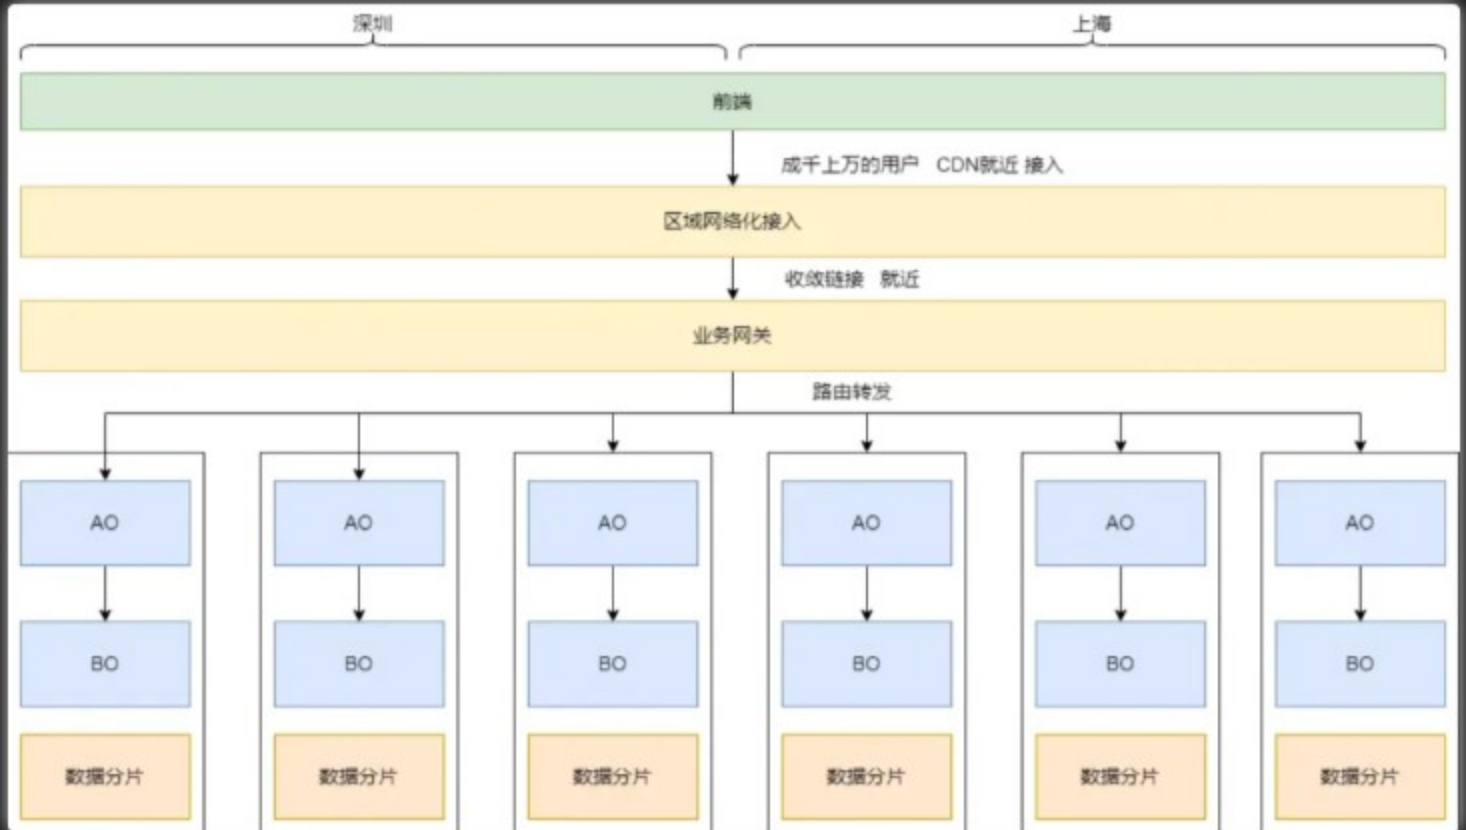 深圳 上海
前端
成千上万的用户 CDN就近 接入
区域网络化接入
收敛链接 就近
业务网关
路由转发
AO AO AO AO AO AO
BO BO BO BO BO BO
数据分片 数据分片 数据分片 数据分片 数据分片 数据分片